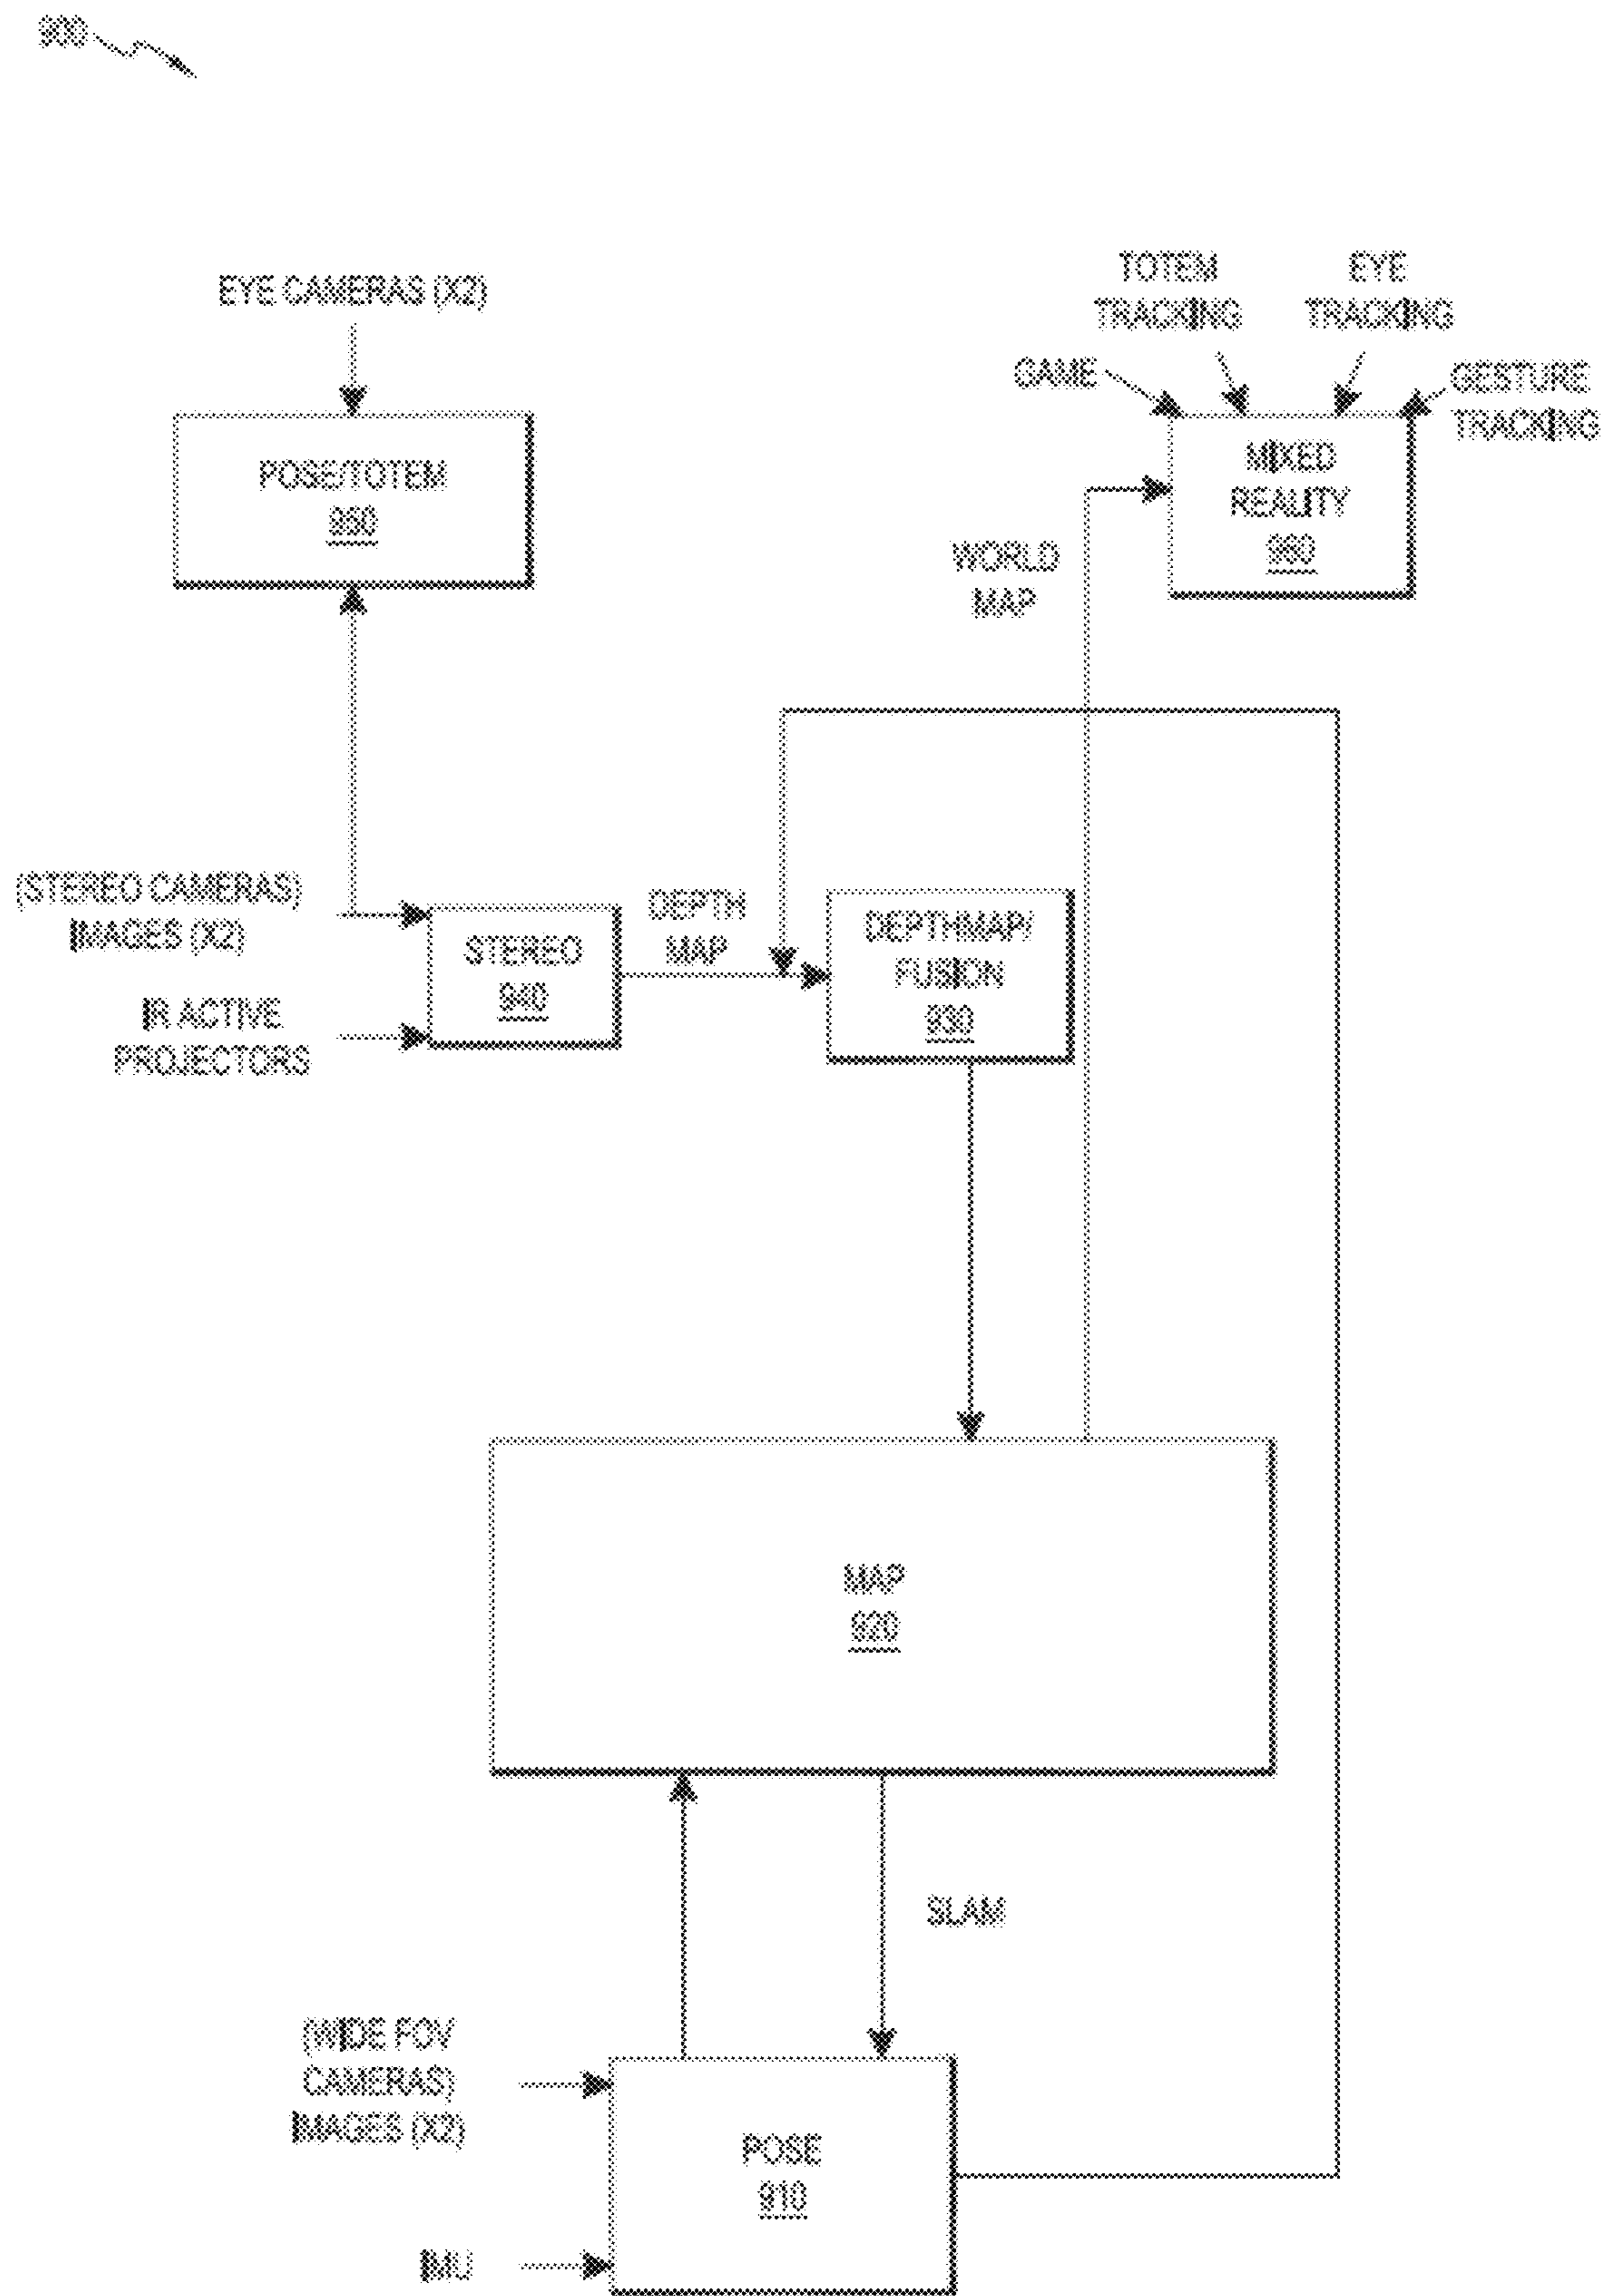 900
EYE CAMERAS (X2)
POSE/TOTEM
950
TOTEM
TRACKING
EYE
TRACKING
GAME
GESTURE
TRACKING
MIXED
REALITY
960
WORLD
MAP
(STEREO CAMERAS)
IMAGES (X2)
IR ACTIVE
PROJECTORS
STEREO
940
DEPTH
MAP
DEPTHMAP/
FUSION
930
MAP
920
SLAM
(WIDE FOV
CAMERAS)
IMAGES (X2)
IMU
POSE
910